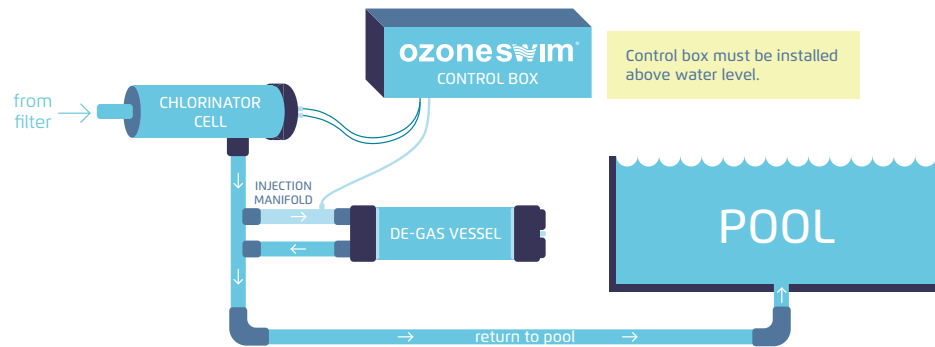 ozoneswim®
CONTROL BOX
Control box must be installed
above water level.
from
filter
CHLORINATOR
CELL
INJECTION
MANIFOLD
DE-GAS VESSEL
POOL
return to pool